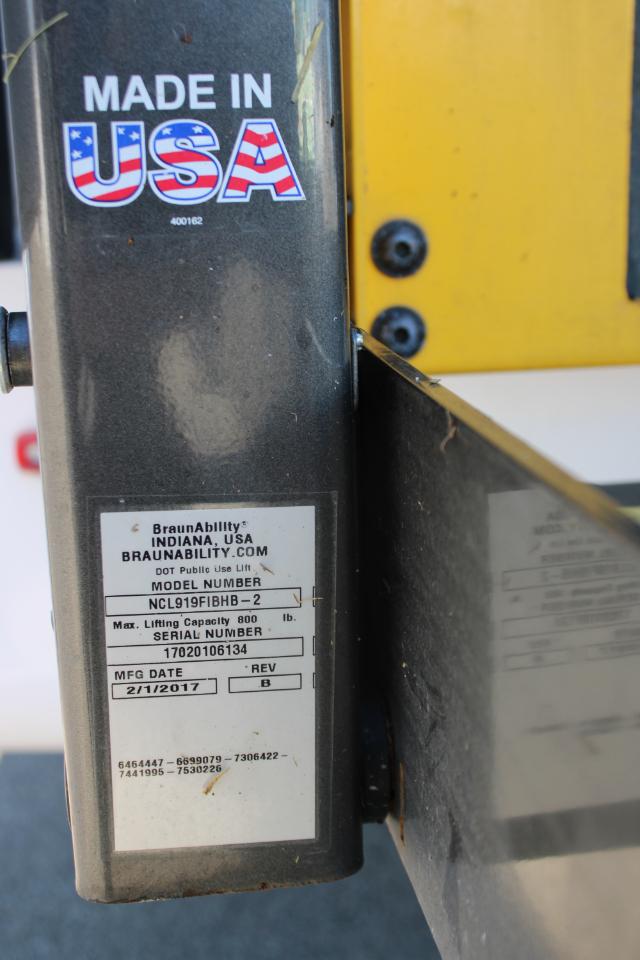 MADE IN
USA
400162
BraunAbility®
INDIANA, USA
BRAUNABILITY.COM
DOT Public Use Lift
MODEL NUMBER
NCL919FIBHB-2
Max. Lifting Capacity 800 lb.
SERIAL NUMBER
17020106134
MFG DATE REV
2/1/2017 B
6464447-6699079-7306422-
7441995-7530226